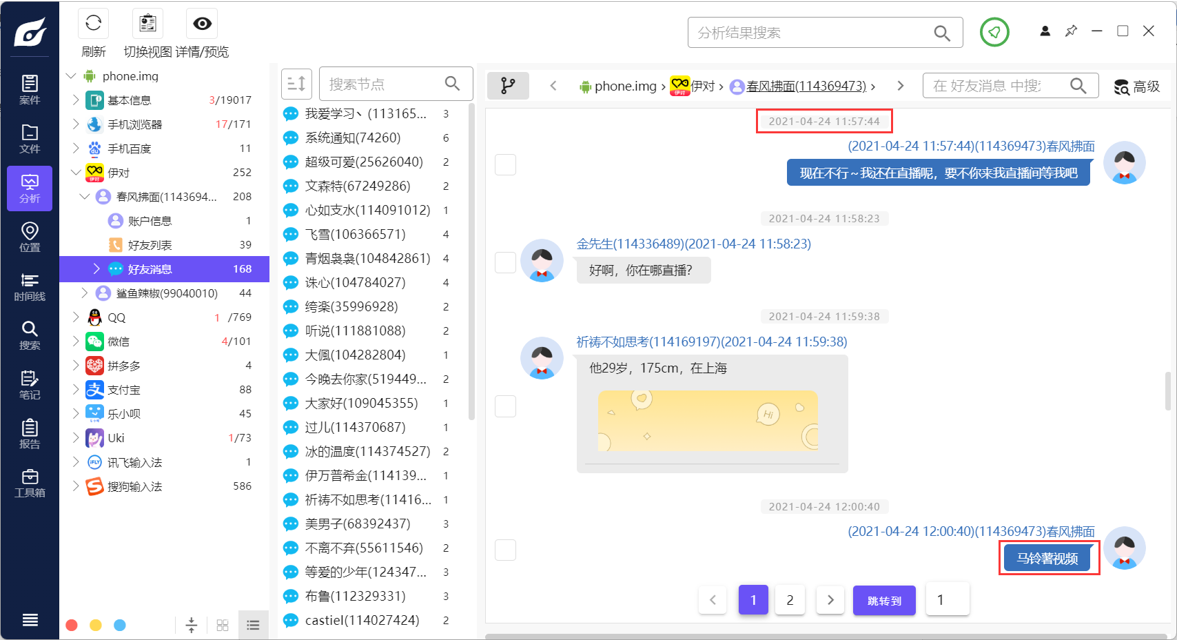 刷新
切换视图
详情/预览
分析结果搜索
案件
文件
分析
位置
时间线
搜索
笔记
报告
工具箱
phone.img
基本信息 3/19017
手机浏览器 17/171
手机百度 11
伊对 252
春风拂面(1143694... 208
账户信息 1
好友列表 39
好友消息 168
鲨鱼辣椒(99040010) 44
QQ 1 /769
微信 4/101
拼多多 4
支付宝 88
乐小呗 45
Uki 1/73
讯飞输入法 1
搜狗输入法 586
搜索节点
我爱学习丶(113165... 3
系统通知(74260) 6
超级可爱(25626040) 2
文森特(67249286) 2
心如支水(114091012) 1
飞雪(106366571) 4
青烟袅袅(104842861) 4
诛心(104784027) 4
绔楽(35996928) 2
听说(111881088) 2
大佩(104282804) 1
今晚去你家(519449... 2
大家好(109045355) 1
过儿(114370687) 1
冰的温度(114374527) 2
伊万普希金(114139... 1
祈祷不如思考(11416... 1
美男子(68392437) 3
不离不弃(55611546) 2
等爱的少年(124347... 3
布鲁(112329331) 3
castiel(114027424) 2
phone.img
伊对
春风拂面(114369473)
在 好友消息 中搜
高级
2021-04-24 11:57:44
(2021-04-24 11:57:44)(114369473)春风拂面
现在不行～我还在直播呢，要不你来我直播间等我吧
2021-04-24 11:58:23
金先生(114336489)(2021-04-24 11:58:23)
好啊，你在哪直播？
2021-04-24 11:59:38
祈祷不如思考(114169197)(2021-04-24 11:59:38)
他29岁，175cm，在上海
Hi
2021-04-24 12:00:40
(2021-04-24 12:00:40)(114369473)春风拂面
马铃薯视频
1
2
跳转到
1